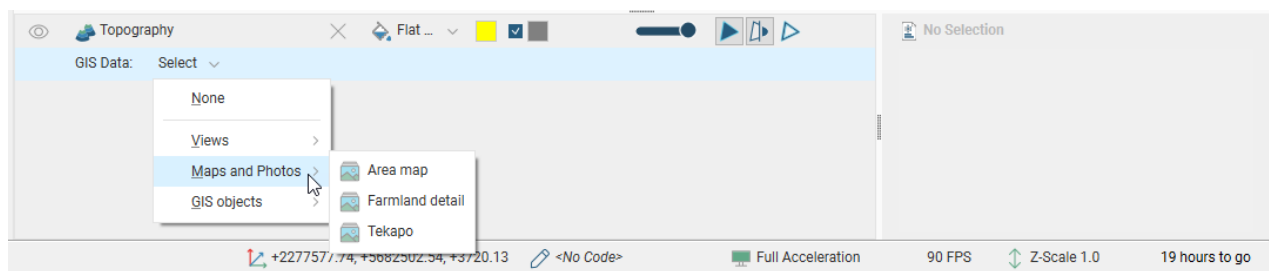 Topography Flat ... No Selection
GIS Data: Select
None
Views
Maps and Photos Area map
GIS objects Farmland detail
Tekapo
+2277577.74, +5682502.54, +3720.13 <No Code> Full Acceleration 90 FPS Z-Scale 1.0 19 hours to go